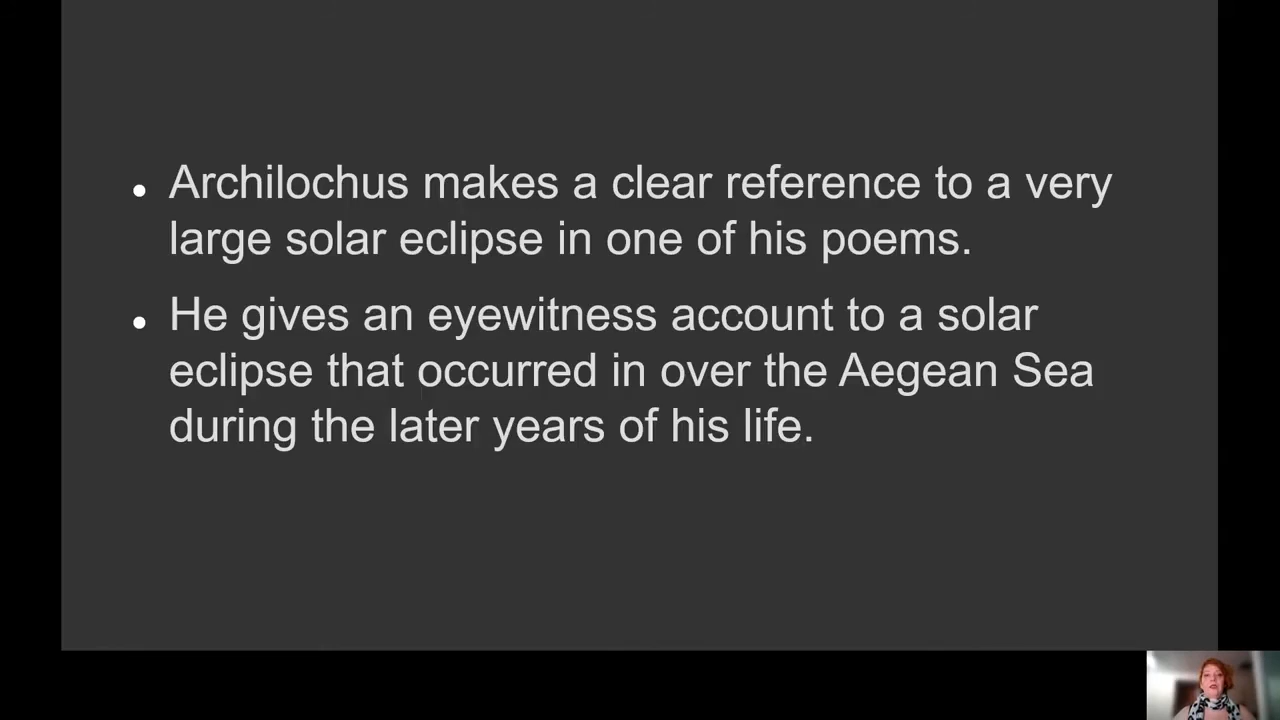 Archilochus makes a clear reference to a very
large solar eclipse in one of his poems.
He gives an eyewitness account to a solar
eclipse that occurred in over the Aegean Sea
during the later years of his life.